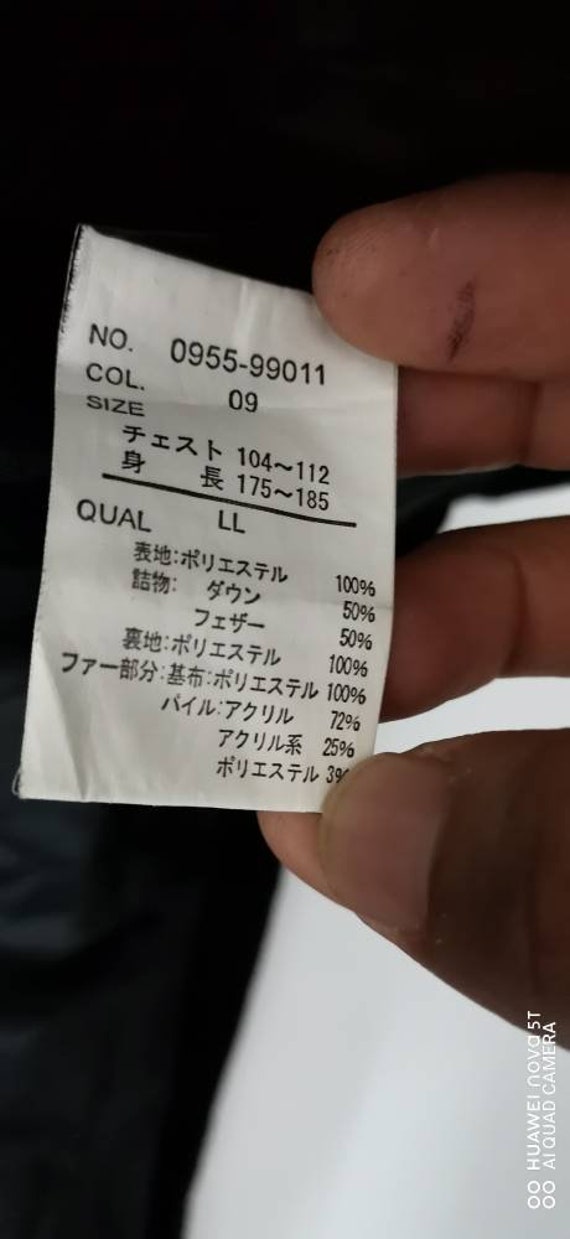 NO. 0955-99011
COL. 09
SIZE
チェスト 104〜112
身 長 175〜185
QUAL LL
表地:ポリエステル 100%
詰物: ダウン 50%
フェザー 50%
裏地:ポリエステル 100%
ファー部分:基布:ポリエステル 100%
パイル:アクリル 72%
アクリル系 25%
ポリエステル 3%
HUAWEI nova 5T
AI QUAD CAMERA